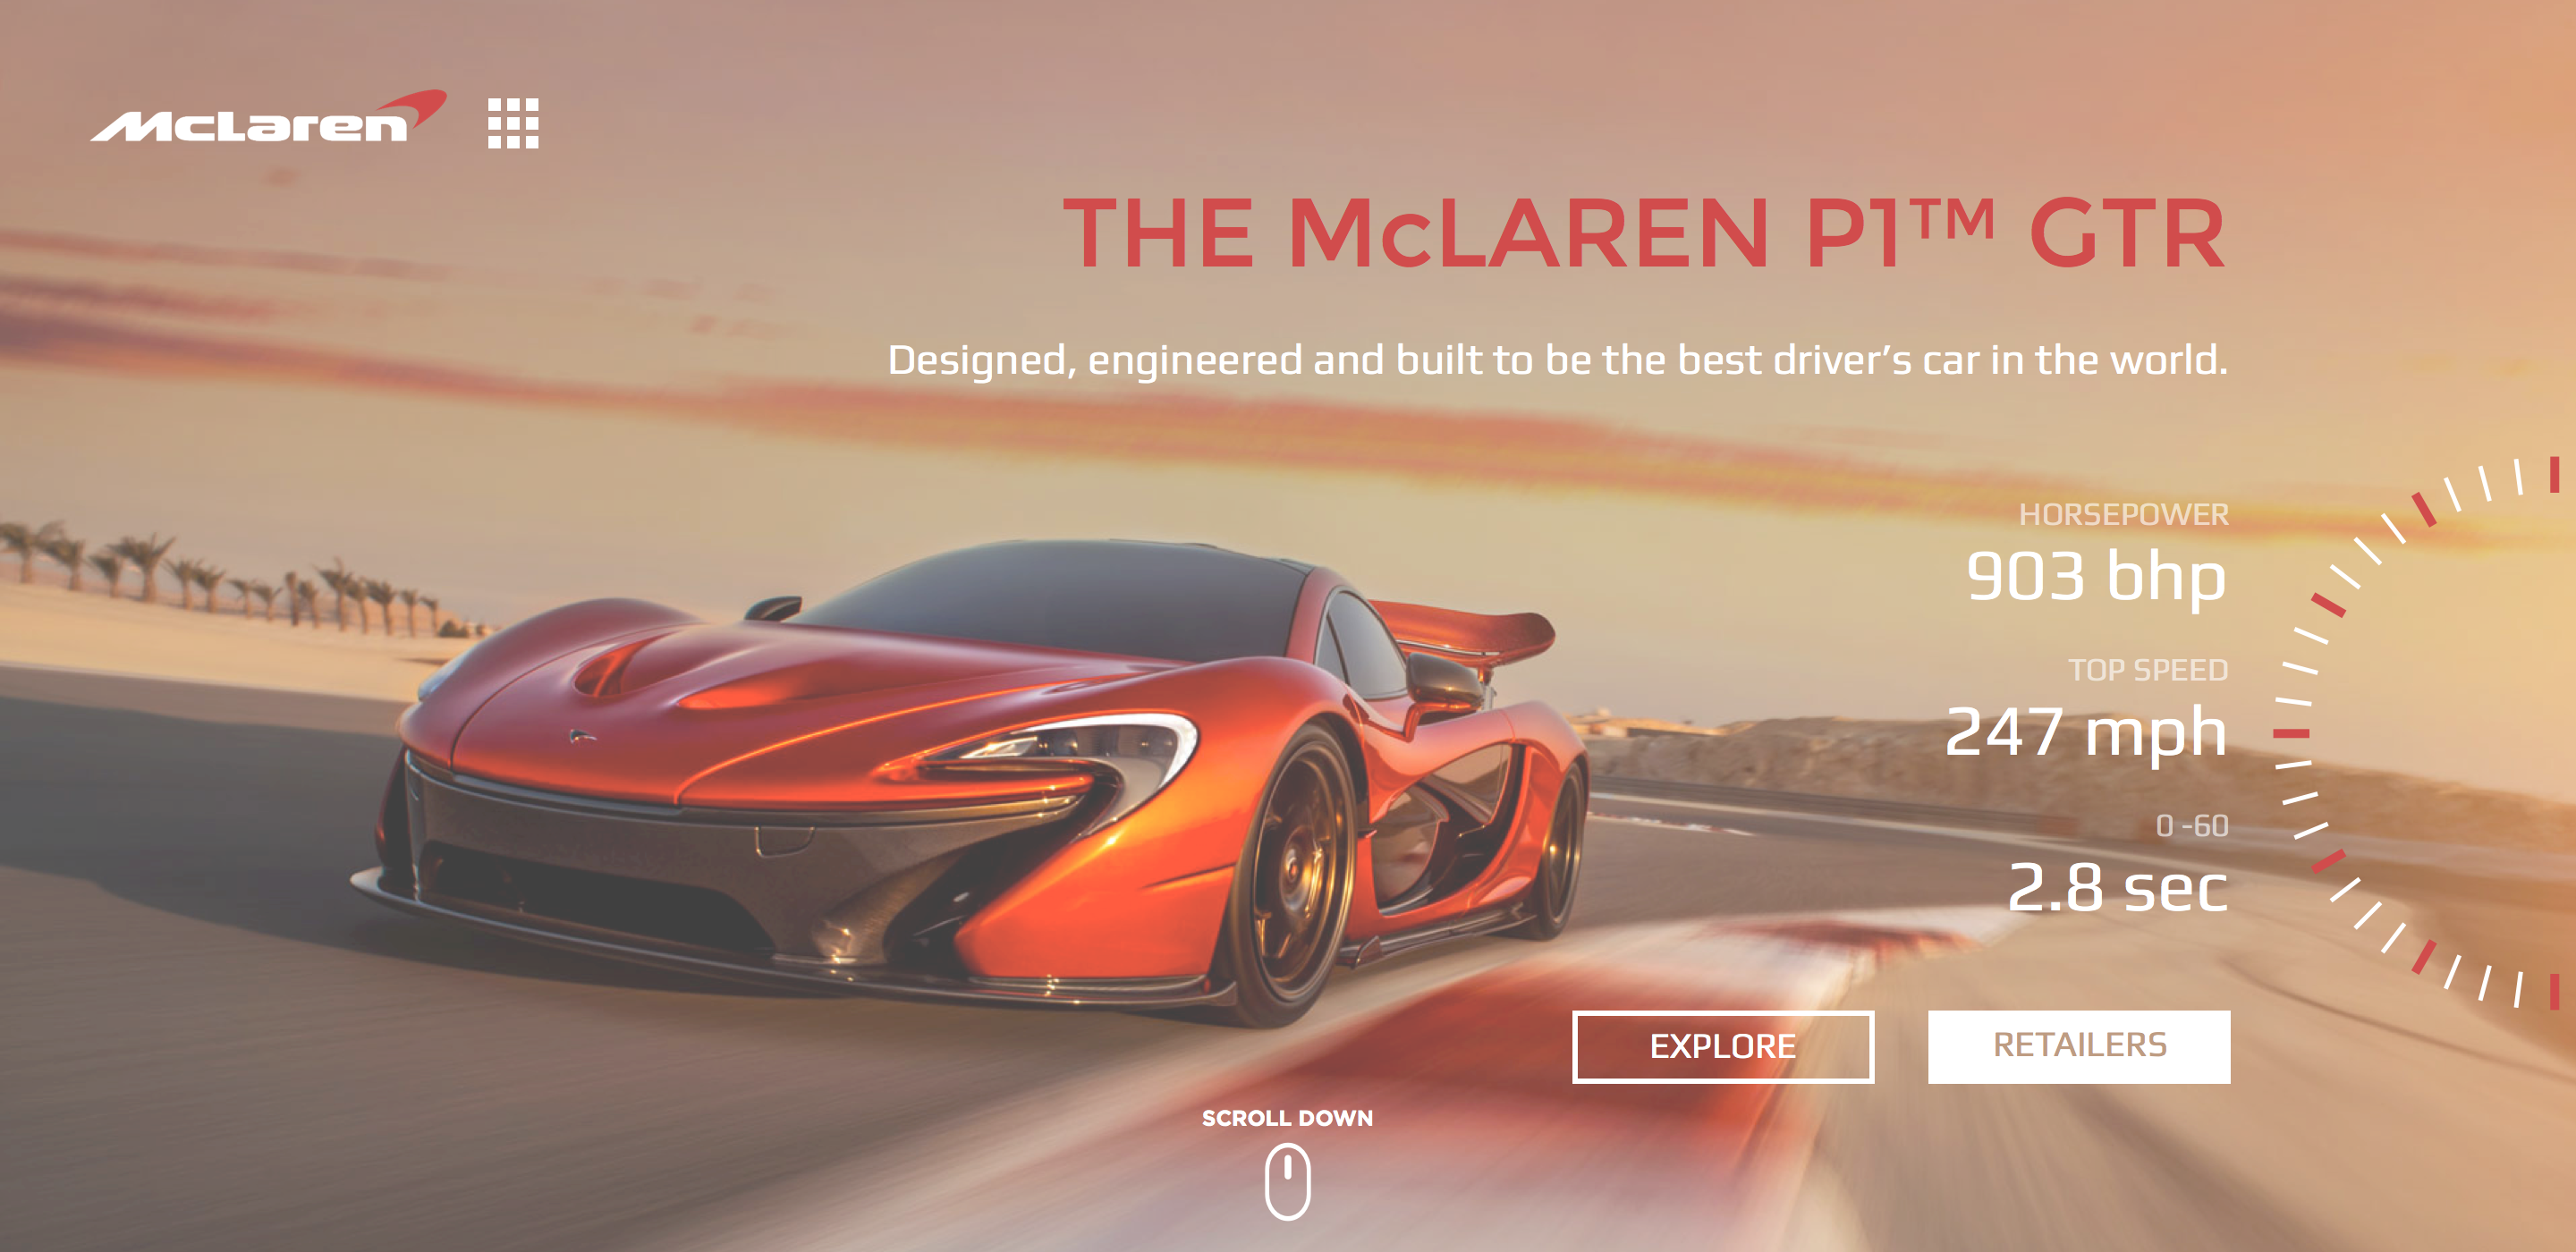 McLaren
THE McLAREN P1™ GTR
Designed, engineered and built to be the best driver’s car in the world.
HORSEPOWER
903 bhp
TOP SPEED
247 mph
0 -60
2.8 sec
EXPLORE
RETAILERS
SCROLL DOWN